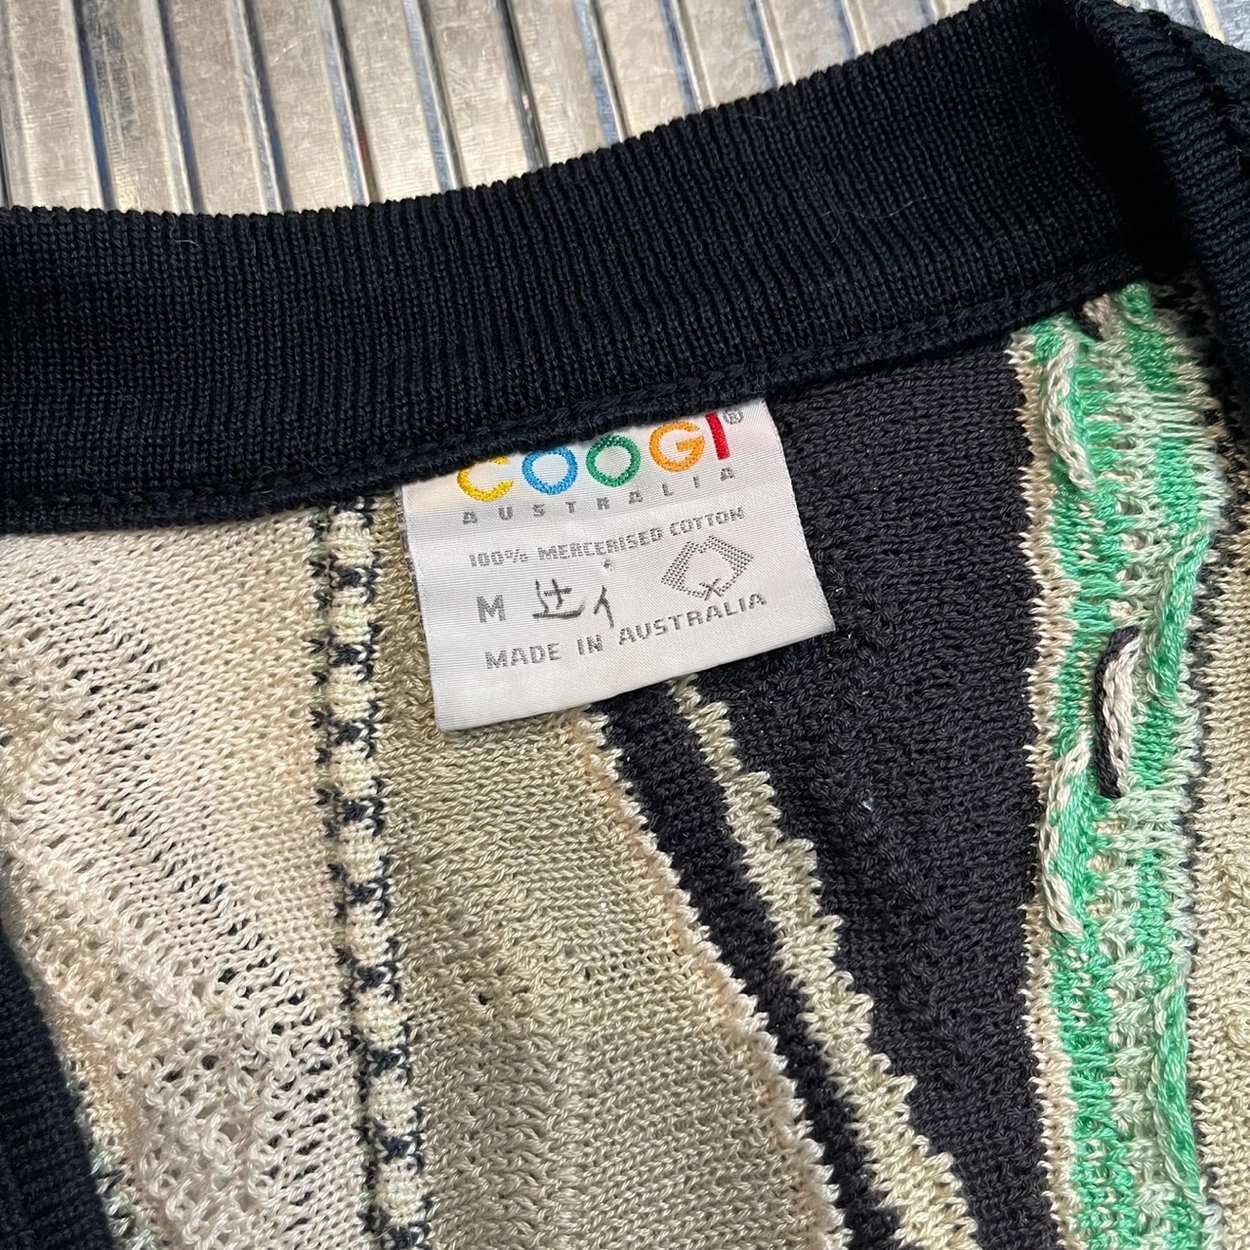 COOGI®
AUSTRALIA
100% MERCERISED COTTON
M
MADE IN AUSTRALIA